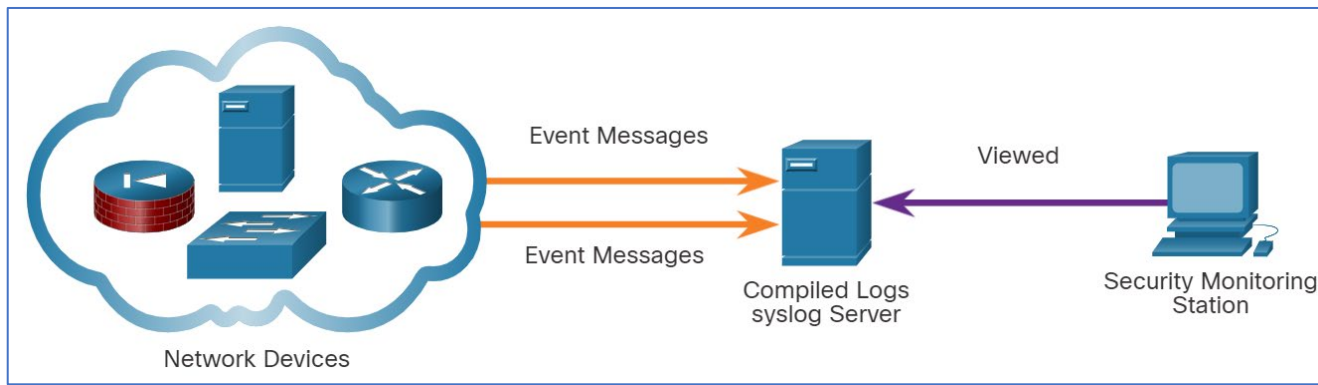 Event Messages
Event Messages
Network Devices
Compiled Logs
syslog Server
Viewed
Security Monitoring
Station